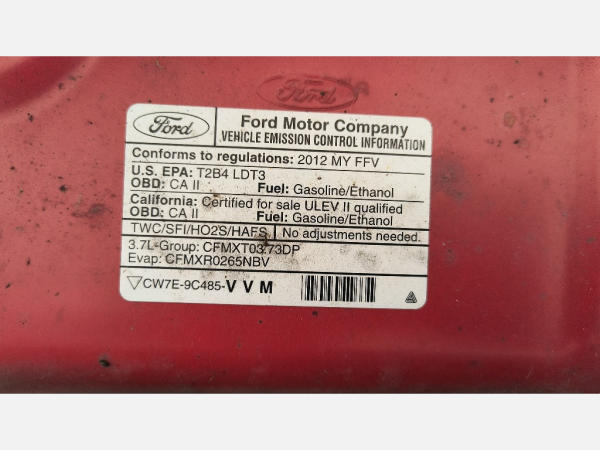 Ford
Ford
Ford Motor Company
VEHICLE EMISSION CONTROL INFORMATION
Conforms to regulations: 2012 MY FFV
U.S. EPA: T2B4 LDT3
OBD: CA II Fuel: Gasoline/Ethanol
California: Certified for sale ULEV II qualified
OBD: CA II Fuel: Gasoline/Ethanol
TWC/SFI/HO2S/HAFS No adjustments needed.
3.7L-Group: CFMXT03.73DP
Evap: CFMXR0265NBV
CW7E-9C485-VVM